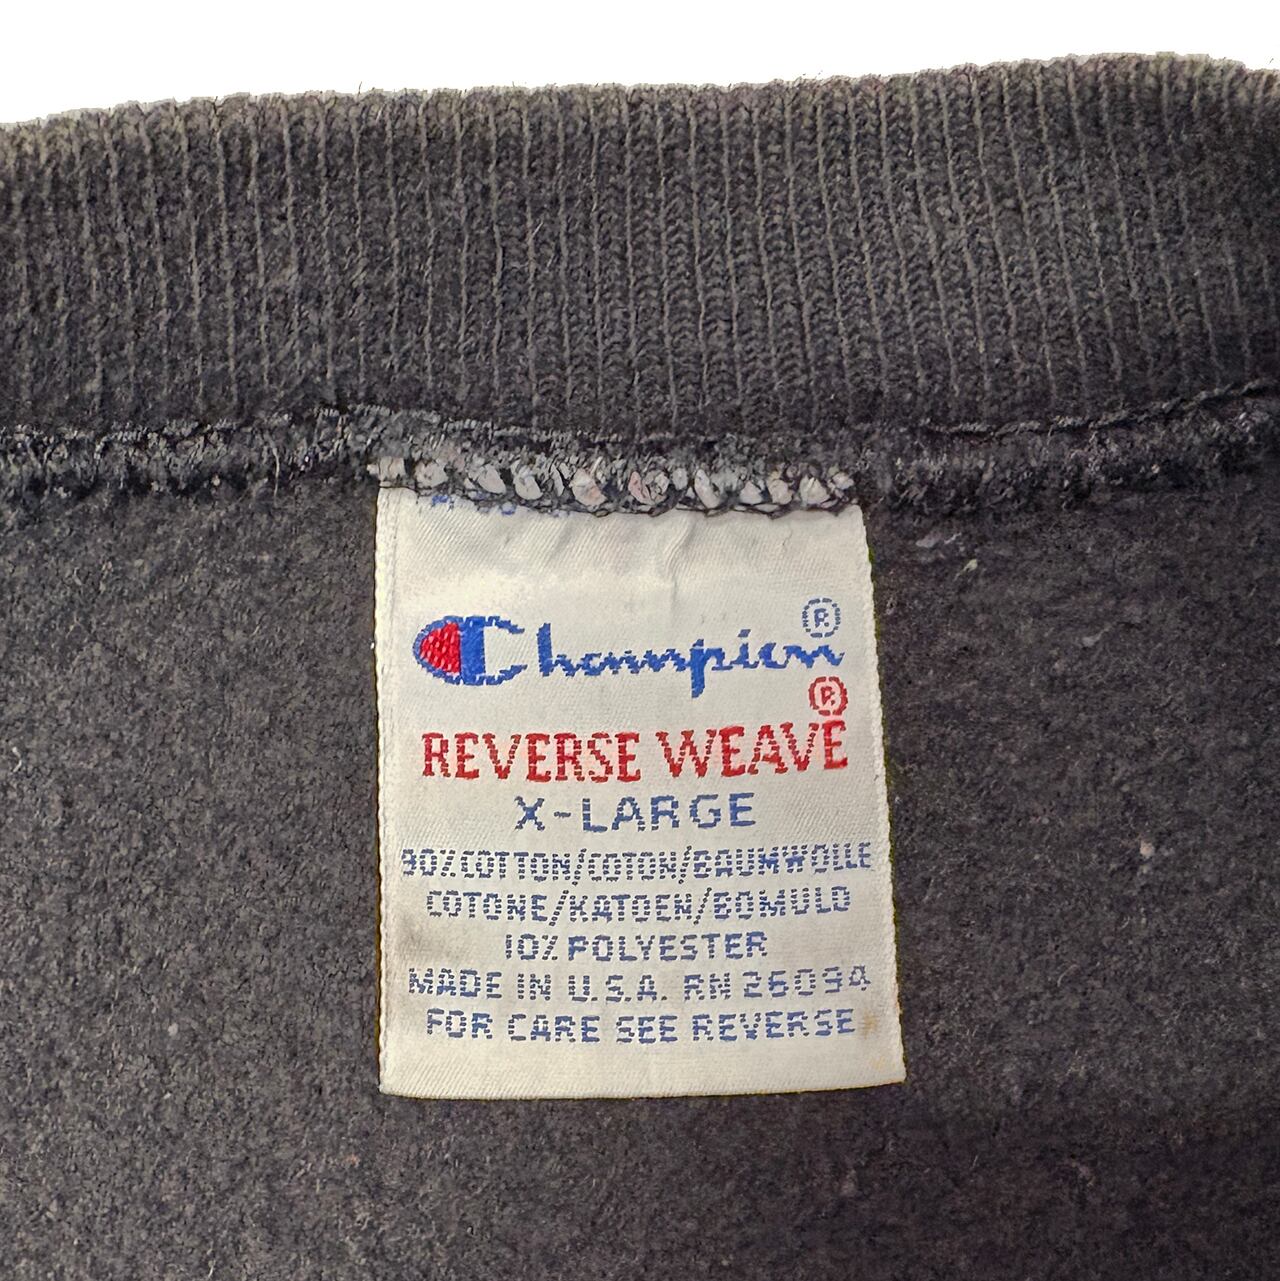 Champion®
REVERSE WEAVE®
X-LARGE
90% COTTON/COTON/BAUMWOLLE
COTONE/KATOEN/BOMULD
10% POLYESTER
MADE IN U.S.A. RN 26094
FOR CARE SEE REVERSE